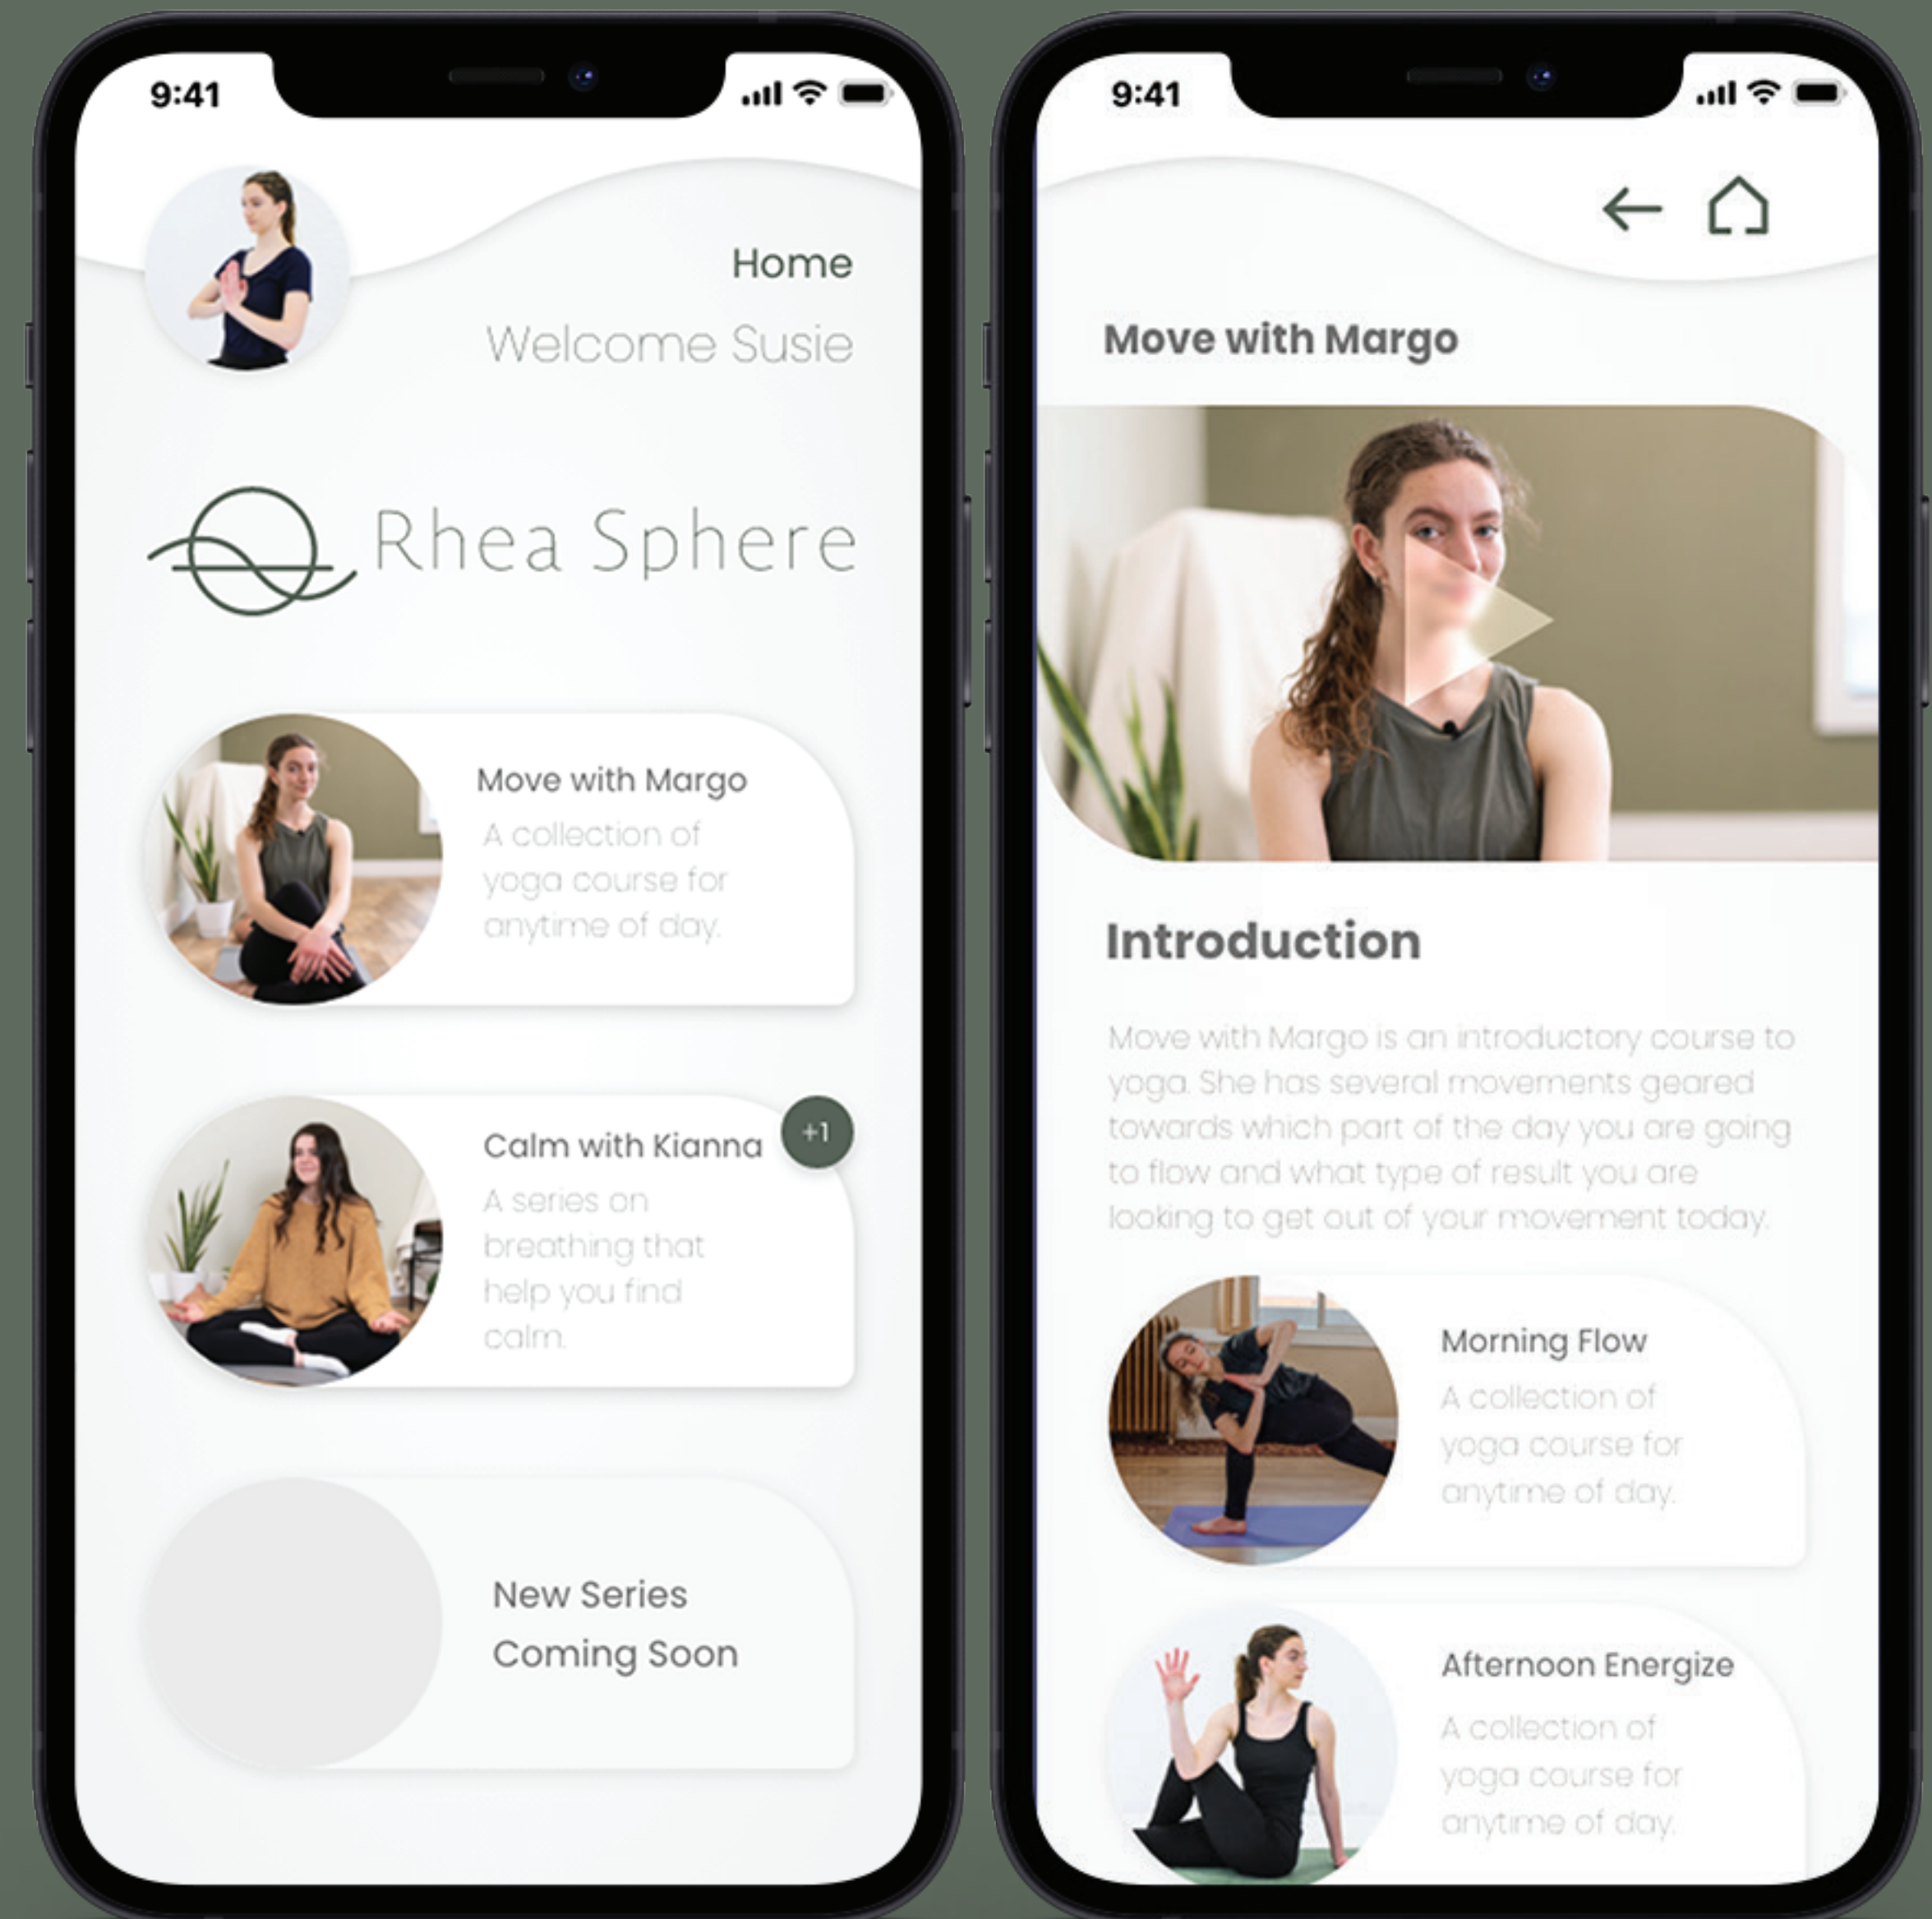 9:41
Home
Welcome Susie
Rhea Sphere
Move with Margo
A collection of
yoga course for
anytime of day.
Calm with Kianna
+1
A series on
breathing that
help you find
calm.
New Series
Coming Soon
9:41
Move with Margo
Introduction
Move with Margo is an introductory course to
yoga. She has several movements geared
towards which part of the day you are going
to flow and what type of result you are
looking to get out of your movement today.
Morning Flow
A collection of
yoga course for
anytime of day.
Afternoon Energize
A collection of
yoga course for
anytime of day.